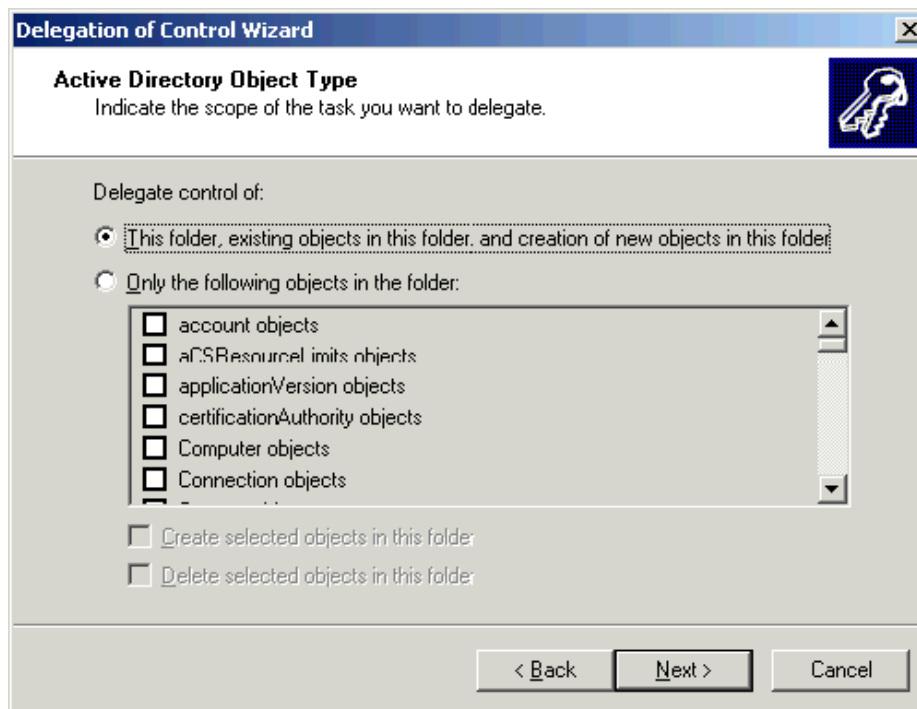 Delegation of Control Wizard
Active Directory Object Type
Indicate the scope of the task you want to delegate.
Delegate control of:
This folder, existing objects in this folder, and creation of new objects in this folder
Only the following objects in the folder:
account objects
aCSResourceLimits objects
applicationVersion objects
certificationAuthority objects
Computer objects
Connection objects
Create selected objects in this folder
Delete selected objects in this folder
< Back
Next >
Cancel